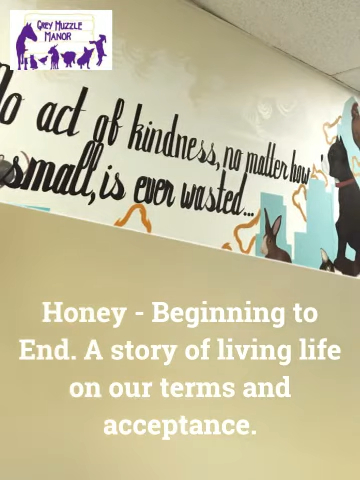 GREY MUZZLE
MANOR
No act of kindness, no matter how
small, is ever wasted...
Honey - Beginning to
End. A story of living life
on our terms and
acceptance.